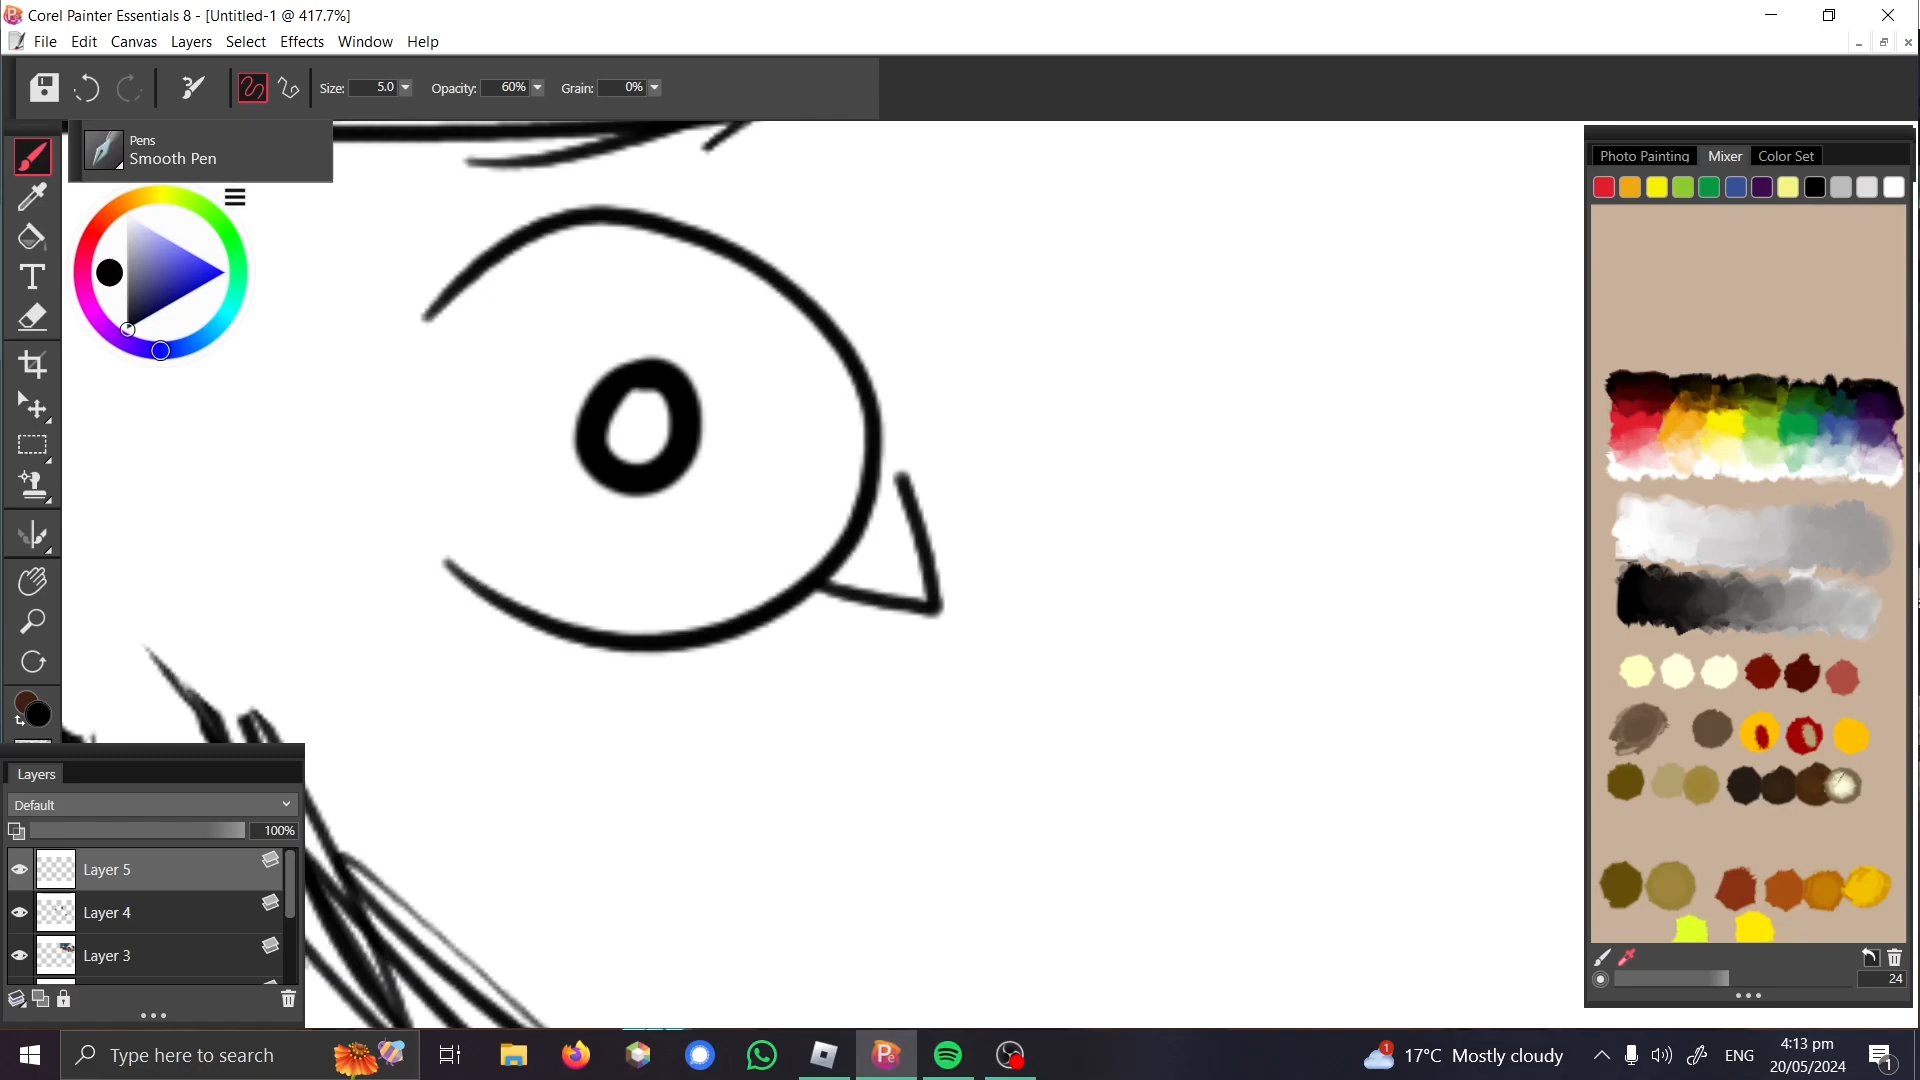 Corel Painter Essentials 8 - [Untitled-1 @ 417.7%]
File Edit Canvas Layers Select Effects Window Help
Size: 5.0 Opacity: 60% Grain: 0%
Pens
Smooth Pen
Photo Painting Mixer Color Set
Layers
Default
100%
Layer 5
Layer 4
Layer 3
24
Type here to search
1
17°C Mostly cloudy
ENG
4:13 pm
20/05/2024
1